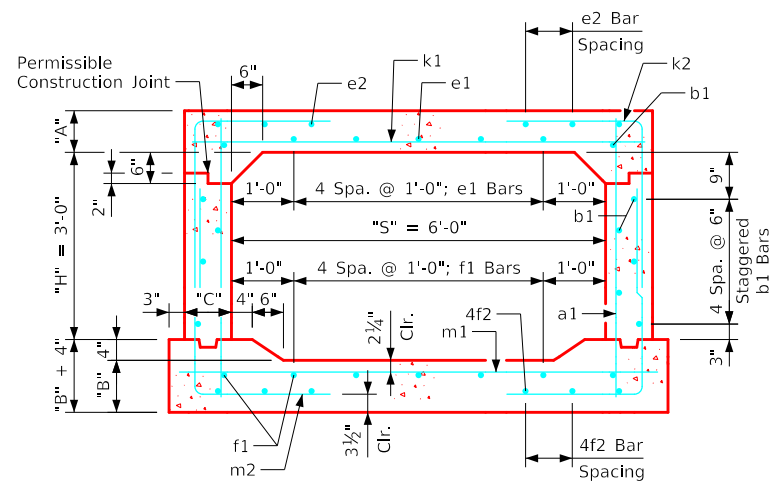 e2 Bar
Spacing
Permissible
Construction Joint
6"
k1
e2
e1
k2
b1
"A"
6"
2"
9"
1'-0"
4 Spa. @ 1'-0"; e1 Bars
1'-0"
b1
"S" = 6'-0"
"H" = 3'-0"
4 Spa. @ 6"
Staggered
b1 Bars
1'-0"
4 Spa. @ 1'-0"; f1 Bars
1'-0"
3"
"C"
4"
6"
2¼"
Clr.
4f2
m1
a1
3"
"B" + 4"
4"
"B"
f1
m2
3½"
Clr.
4f2 Bar
Spacing